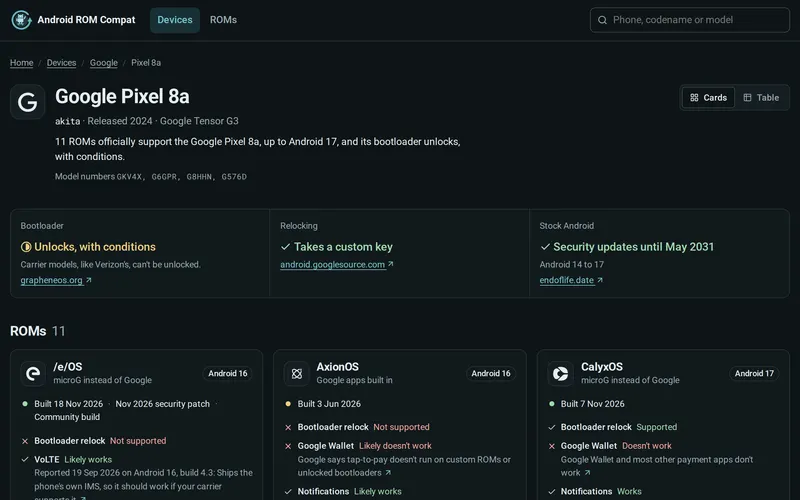 Android ROM Compat
Devices
ROMs
Phone, codename or model
Home / Devices / Google / Pixel 8a
Google Pixel 8a
akita · Released 2024 · Google Tensor G3
11 ROMs officially support the Google Pixel 8a, up to Android 17, and its bootloader unlocks,
with conditions.
Model numbers GKV4X, G6GPR, G8HHN, G576D
Cards
Table
Bootloader
Unlocks, with conditions
Carrier models, like Verizon's, can't be unlocked.
grapheneos.org ↗
Relocking
Takes a custom key
android.googlesource.com ↗
Stock Android
Security updates until May 2031
Android 14 to 17
endoflife.date ↗
ROMs 11
/e/OS
microG instead of Google
Android 16
Built 18 Nov 2026 · Nov 2026 security patch ·
Community build
Bootloader relock Not supported
VoLTE Likely works
Reported 19 Sep 2026 on Android 16, build 4.3: Ships the
phone's own IMS, so it should work if your carrier
supports it ↗
AxionOS
Google apps built in
Android 16
Built 3 Jun 2026
Bootloader relock Not supported
Google Wallet Likely doesn't work
Google says tap-to-pay doesn't run on custom ROMs or
unlocked bootloaders ↗
Notifications Likely works
CalyxOS
microG instead of Google
Android 17
Built 7 Nov 2026
Bootloader relock Supported
Google Wallet Doesn't work
Google Wallet and most other payment apps don't
work ↗
Notifications Works